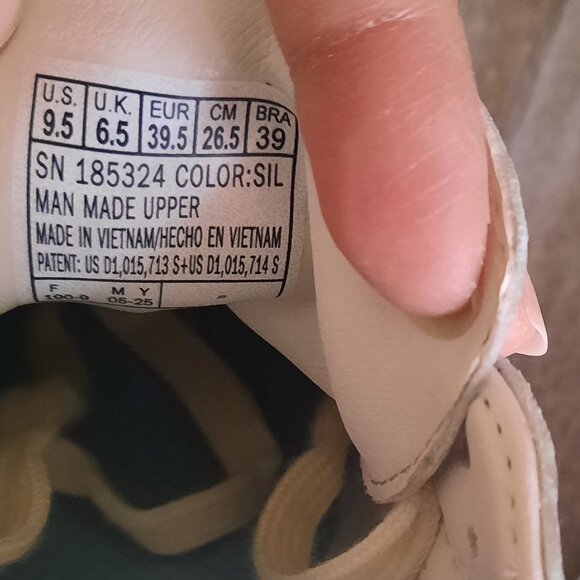 U.S. U.K. EUR CM BRA
9.5 6.5 39.5 26.5 39
SN 185324 COLOR:SIL
MAN MADE UPPER
MADE IN VIETNAM/HECHO EN VIETNAM
PATENT: US D1,015,713 S+US D1,015,714 S
F M Y
05-25